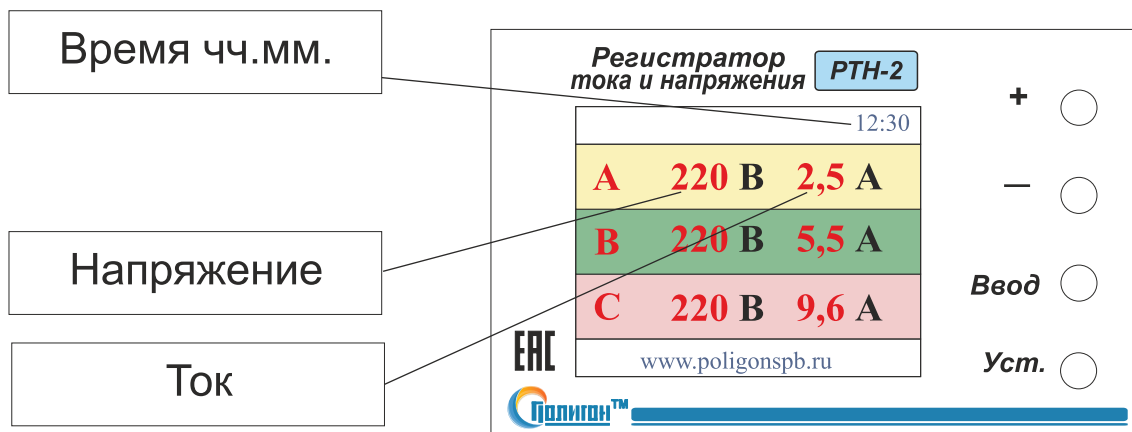 Время чч.мм.
Напряжение
Ток
Регистратор
тока и напряжения
РТН-2
12:30
A 220 В 2,5 А
B 220 В 5,5 А
C 220 В 9,6 А
www.poligonspb.ru
+
—
Ввод
Уст.
EAC
Полигон™